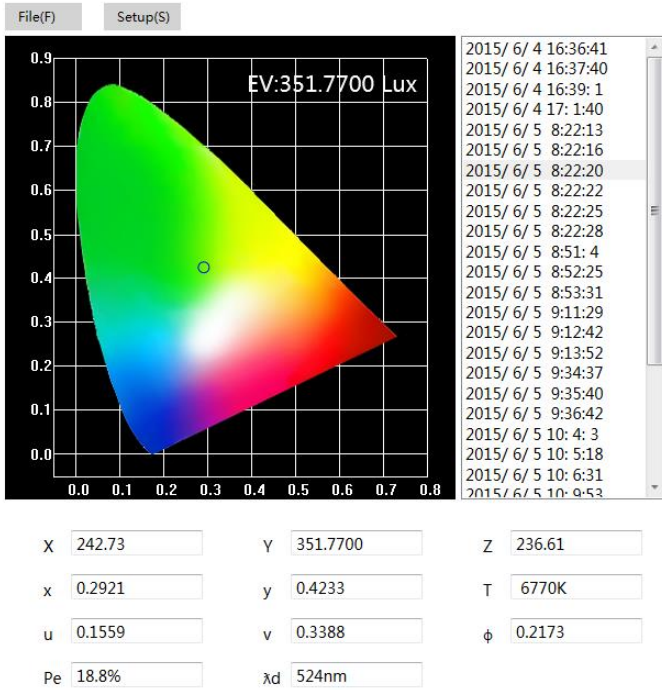 File(F) Setup(S)
EV:351.7700 Lux
0.9
0.8
0.7
0.6
0.5
0.4
0.3
0.2
0.1
0.0
0.0 0.1 0.2 0.3 0.4 0.5 0.6 0.7 0.8
2015/ 6/ 4 16:36:41
2015/ 6/ 4 16:37:40
2015/ 6/ 4 16:39: 1
2015/ 6/ 4 17: 1:40
2015/ 6/ 5 8:22:13
2015/ 6/ 5 8:22:16
2015/ 6/ 5 8:22:20
2015/ 6/ 5 8:22:22
2015/ 6/ 5 8:22:25
2015/ 6/ 5 8:22:28
2015/ 6/ 5 8:51: 4
2015/ 6/ 5 8:52:25
2015/ 6/ 5 8:53:31
2015/ 6/ 5 9:11:29
2015/ 6/ 5 9:12:42
2015/ 6/ 5 9:13:52
2015/ 6/ 5 9:34:37
2015/ 6/ 5 9:35:40
2015/ 6/ 5 9:36:42
2015/ 6/ 5 10: 4: 3
2015/ 6/ 5 10: 5:18
2015/ 6/ 5 10: 6:31
2015/ 6/ 5 10: 9:53
X 242.73 Y 351.7700 Z 236.61
x 0.2921 y 0.4233 T 6770K
u 0.1559 v 0.3388 ϕ 0.2173
Pe 18.8% λd 524nm